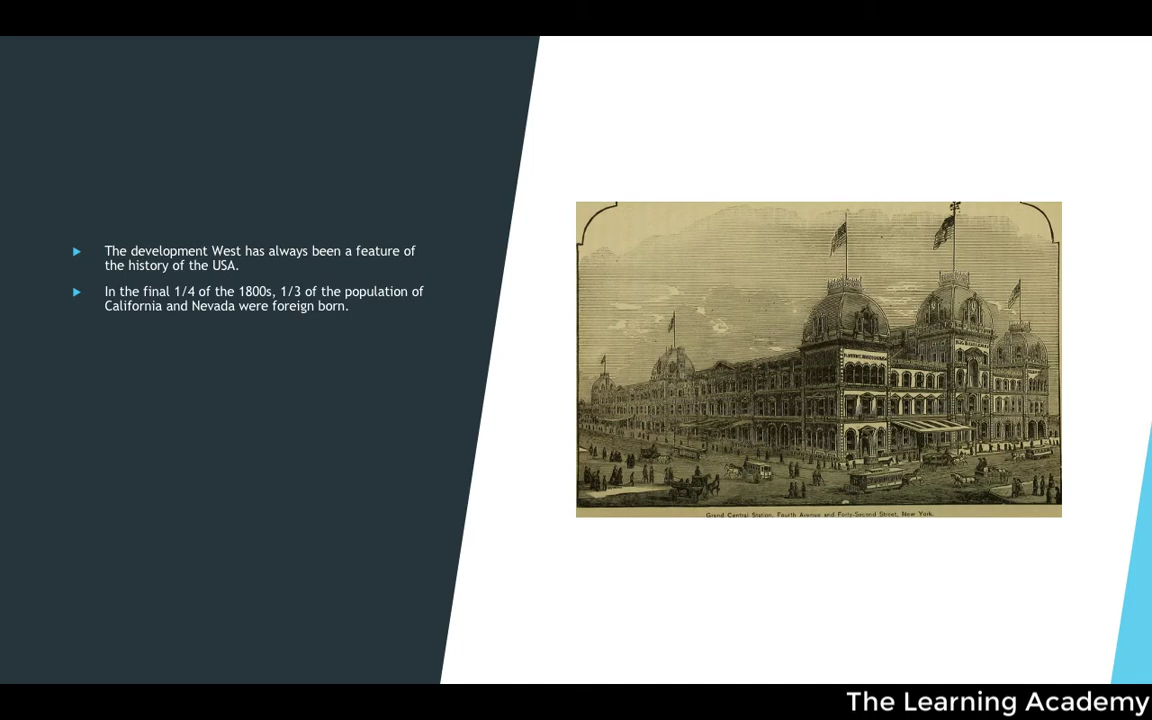 The development West has always been a feature of
the history of the USA.
In the final 1/4 of the 1800s, 1/3 of the population of
California and Nevada were foreign born.
Grand Central Station, Fourth Avenue and Forty-Second Street, New York.
The Learning Academy